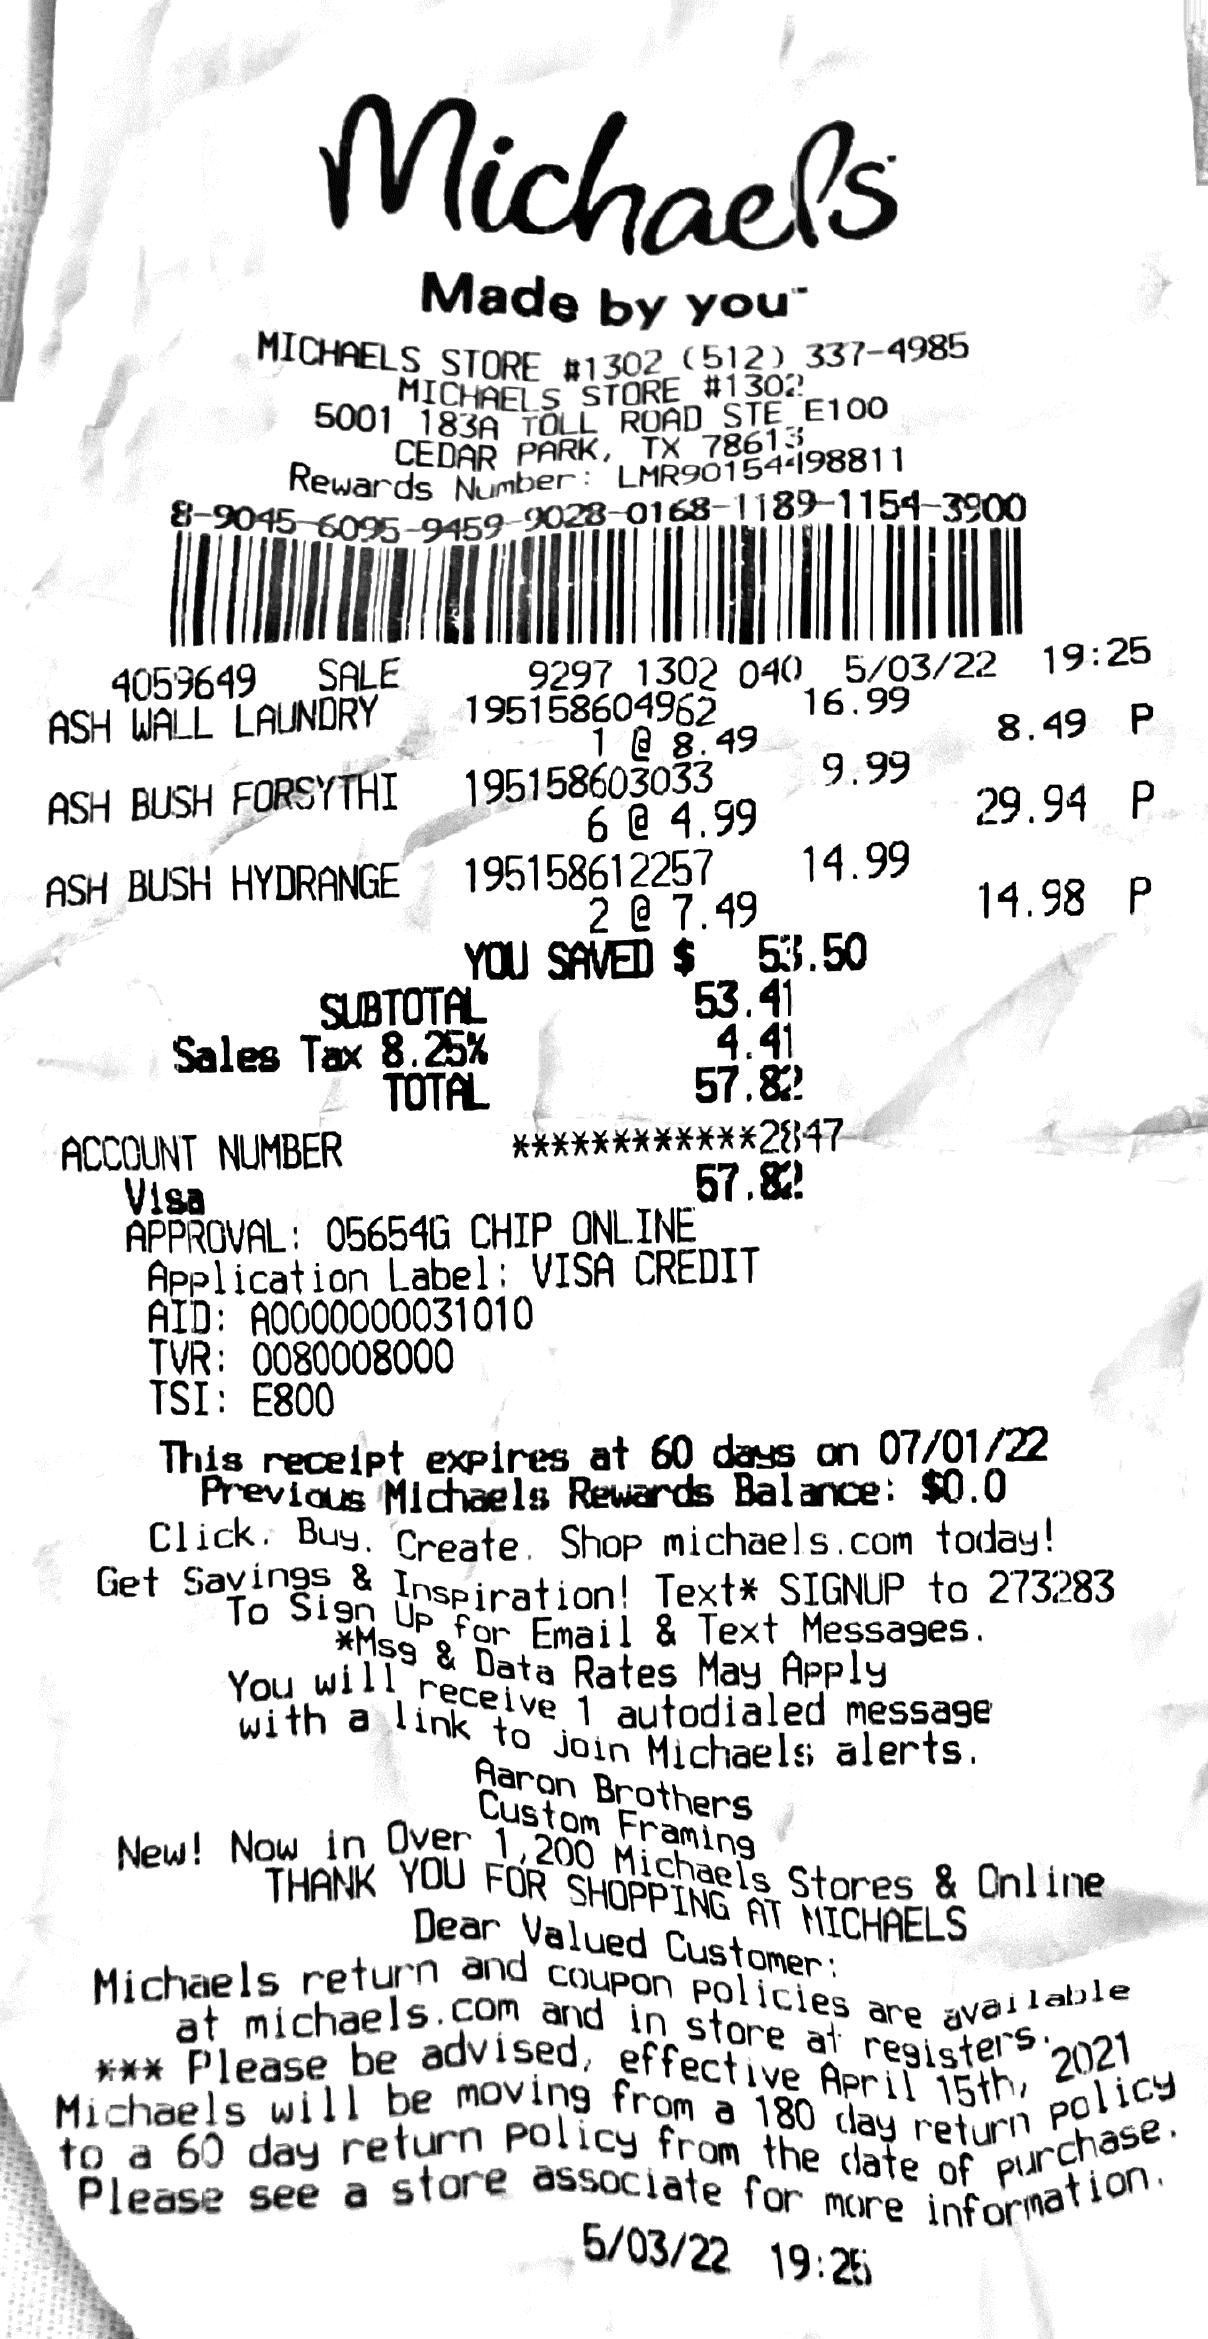 Michaels
Made by you™
MICHAELS STORE #1302 (512) 337-4985
MICHAELS STORE #1302
5001 183A TOLL ROAD STE E100
CEDAR PARK, TX 78613
Rewards Number: LMR90154498811
8-9045-6095-9459-9028-0168-1189-1154-3900
4059649 SALE 9297 1302 040 5/03/22 19:25
ASH WALL LAUNDRY 195158604962 16.99
1 @ 8.49 8.49 P
ASH BUSH FORSYTHI 195158603033 9.99
6 @ 4.99 29.94 P
ASH BUSH HYDRANGE 195158612257 14.99
2 @ 7.49 14.98 P
YOU SAVED $ 53.50
SUBTOTAL 53.41
Sales Tax 8.25% 4.41
TOTAL 57.82
ACCOUNT NUMBER ************2847
Visa 57.82
APPROVAL: 05654G CHIP ONLINE
Application Label: VISA CREDIT
AID: A0000000031010
TVR: 0080008000
TSI: E800
This receipt expires at 60 days on 07/01/22
Previous Michaels Rewards Balance: $0.0
Click. Buy. Create. Shop michaels.com today!
Get Savings & Inspiration! Text* SIGNUP to 273283
To Sign Up for Email & Text Messages.
*Msg & Data Rates May Apply
You will receive 1 autodialed message
with a link to join Michaels alerts.
Aaron Brothers
Custom Framing
New! Now in Over 1,200 Michaels Stores & Online
THANK YOU FOR SHOPPING AT MICHAELS
Dear Valued Customer:
Michaels return and coupon policies are available
at michaels.com and in store at registers.
*** Please be advised, effective April 15th, 2021
Michaels will be moving from a 180 day return policy
to a 60 day return policy from the date of purchase.
Please see a store associate for more information.
5/03/22 19:25